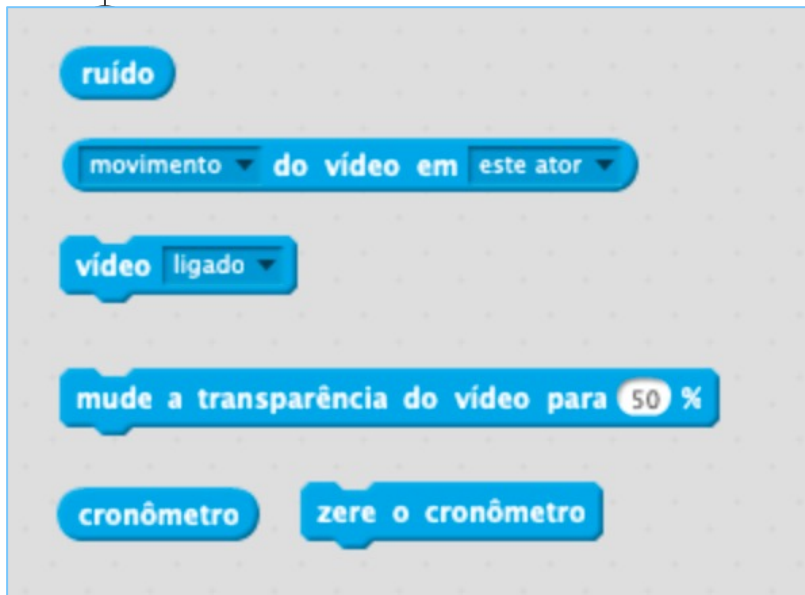 ruído
movimento do vídeo em este ator
vídeo ligado
mude a transparência do vídeo para 50 %
cronômetro zere o cronômetro